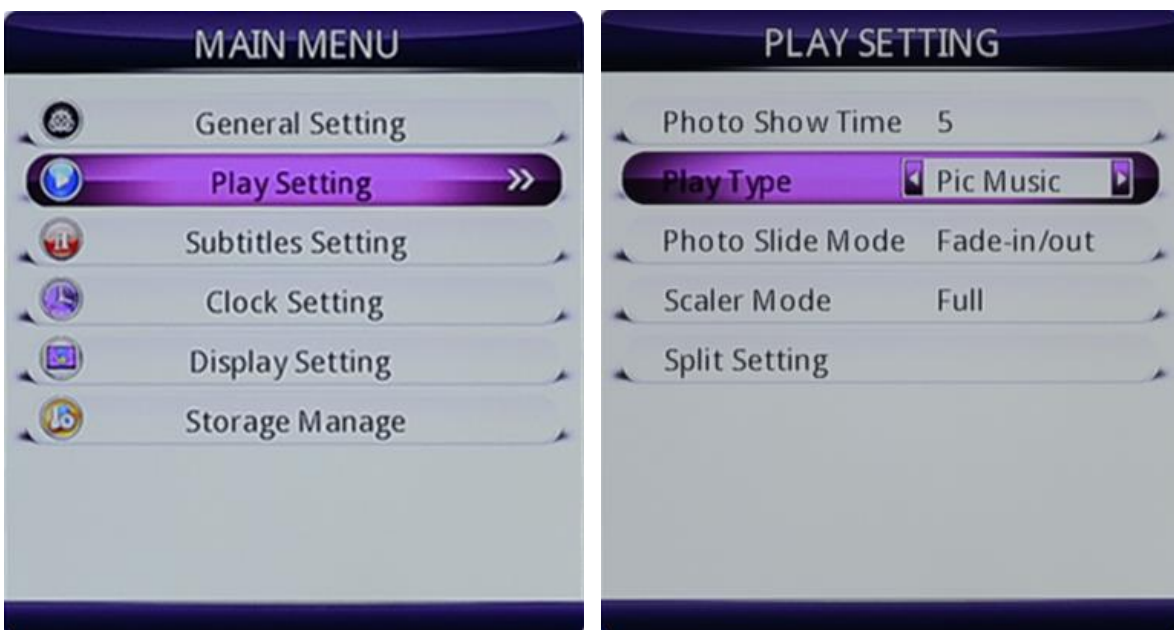 MAIN MENU
General Setting
Play Setting
Subtitles Setting
Clock Setting
Display Setting
Storage Manage
PLAY SETTING
Photo Show Time 5
Play Type Pic Music
Photo Slide Mode Fade-in/out
Scaler Mode Full
Split Setting